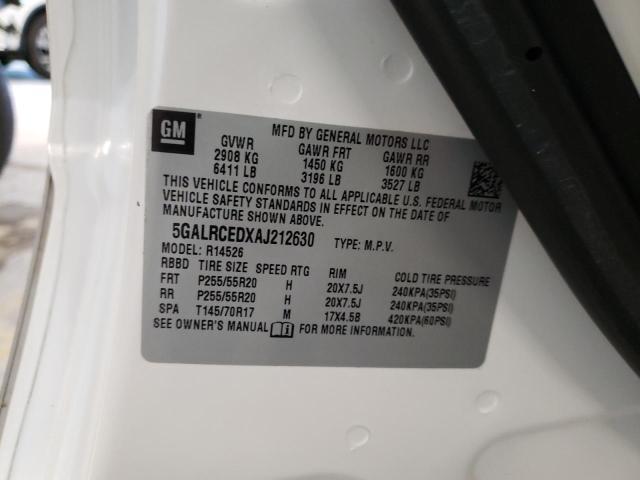 GM
MFD BY GENERAL MOTORS LLC
GVWR GAWR FRT GAWR RR
2908 KG 1450 KG 1600 KG
6411 LB 3196 LB 3527 LB
THIS VEHICLE CONFORMS TO ALL APPLICABLE U.S. FEDERAL MOTOR
VEHICLE SAFETY STANDARDS IN EFFECT ON THE DATE OF
MANUFACTURE SHOWN ABOVE.
5GALRCEDXAJ212630 TYPE: M.P.V.
MODEL: R14526
RBBD TIRE SIZE SPEED RTG RIM COLD TIRE PRESSURE
FRT P255/55R20 H 20X7.5J 240KPA(35PSI)
RR P255/55R20 H 20X7.5J 240KPA(35PSI)
SPA T145/70R17 M 17X4.5B 420KPA(60PSI)
SEE OWNER'S MANUAL FOR MORE INFORMATION.